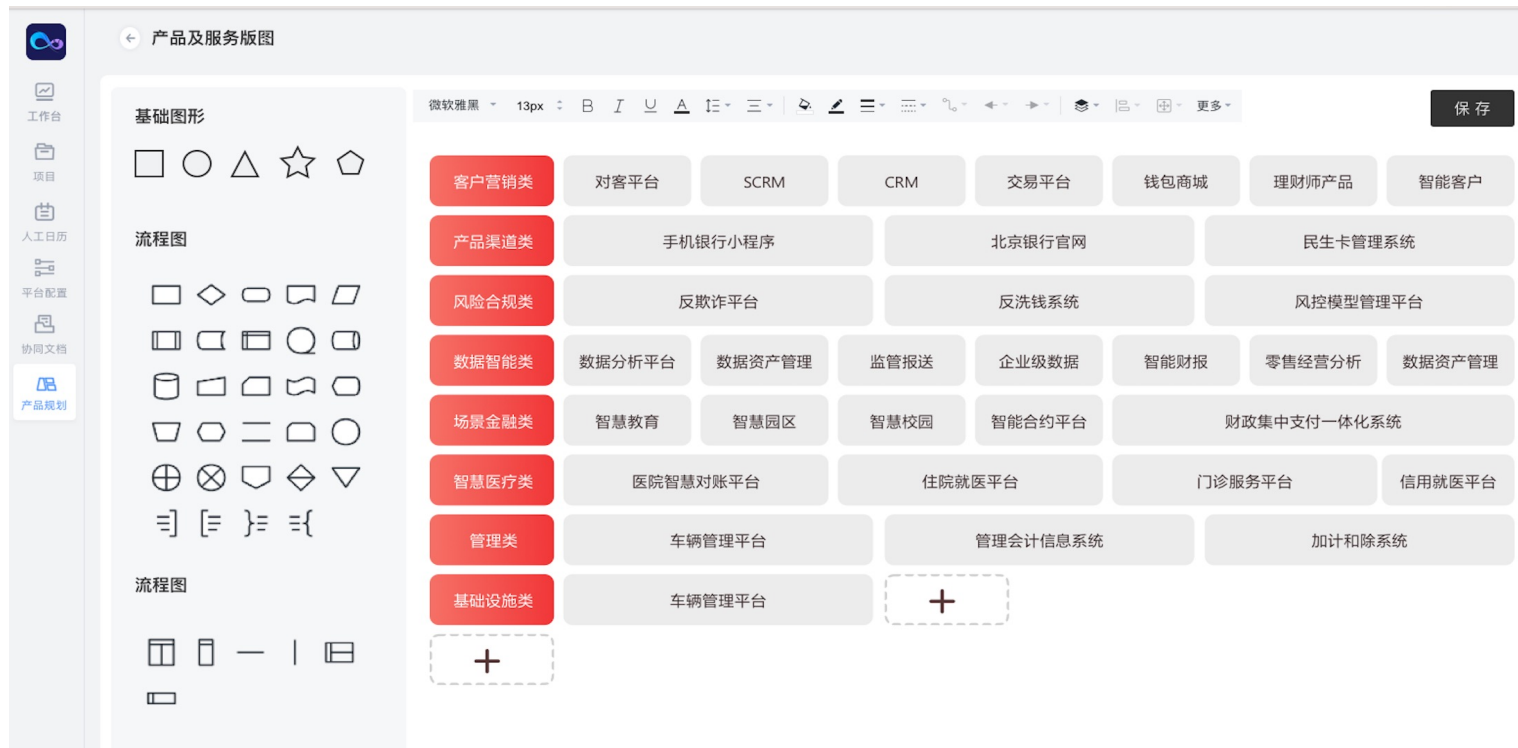 产品及服务版图
工作台
项目
人工日历
平台配置
协同文档
产品规划
基础图形
流程图
流程图
微软雅黑 13px B I U A 更多
保存
客户营销类 对客平台 SCRM CRM 交易平台 钱包商城 理财师产品 智能客户
产品渠道类 手机银行小程序 北京银行官网 民生卡管理系统
风险合规类 反欺诈平台 反洗钱系统 风控模型管理平台
数据智能类 数据分析平台 数据资产管理 监管报送 企业级数据 智能财报 零售经营分析 数据资产管理
场景金融类 智慧教育 智慧园区 智慧校园 智能合约平台 财政集中支付一体化系统
智慧医疗类 医院智慧对账平台 住院就医平台 门诊服务平台 信用就医平台
管理类 车辆管理平台 管理会计信息系统 加计和除系统
基础设施类 车辆管理平台